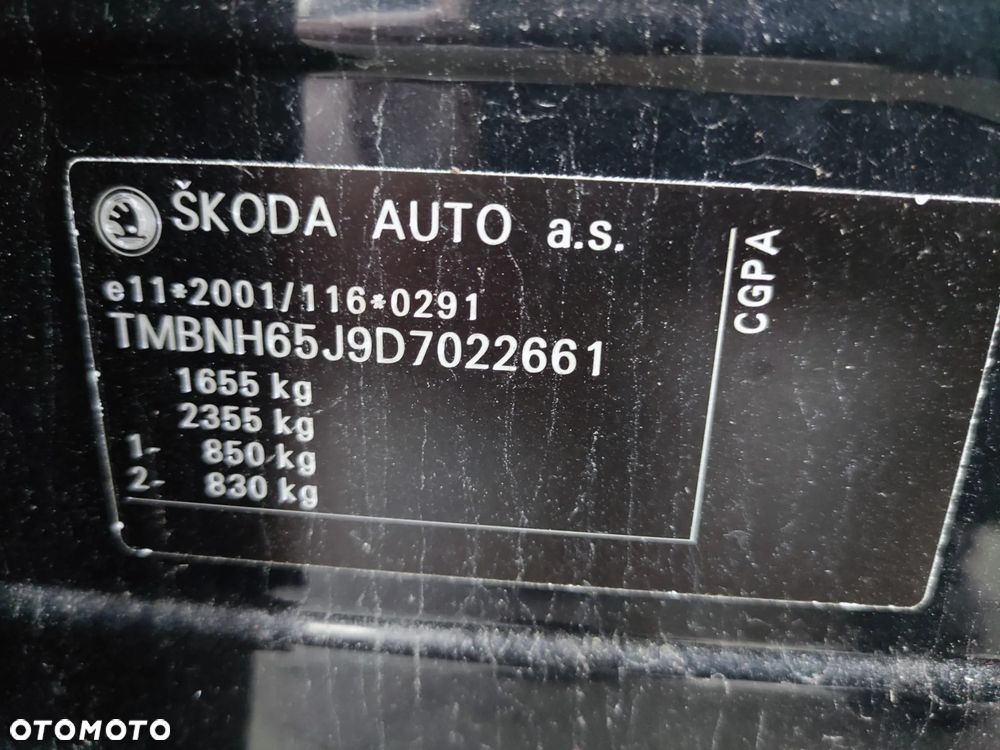 ŠKODA AUTO a.s.
e11*2001/116*0291
TMBNH65J9D7022661
1655 kg
2355 kg
1- 850 kg
2- 830 kg
CGPA
OTOMOTO